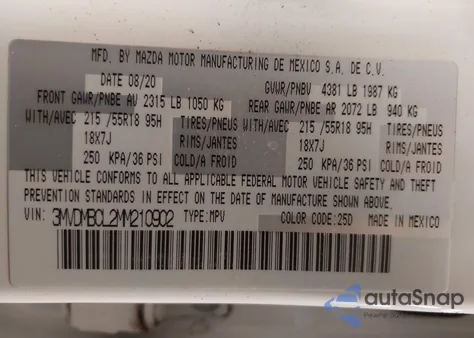 MFD. BY MAZDA MOTOR MANUFACTURING DE MEXICO S.A. DE C.V.
DATE 08/20 GVWR/PNBV 4381 LB 1987 KG
FRONT GAWR/PNBE AV 2315 LB 1050 KG REAR GAWR/PNBE AR 2072 LB 940 KG
WITH/AVEC 215 /55R18 95H TIRES/PNEUS WITH/AVEC 215 /55R18 95H TIRES/PNEUS
18X7J RIMS/JANTES 18X7J RIMS/JANTES
250 KPA/36 PSI COLD/A FROID 250 KPA/36 PSI COLD/A FROID
THIS VEHICLE CONFORMS TO ALL APPLICABLE FEDERAL MOTOR VEHICLE SAFETY AND THEFT
PREVENTION STANDARDS IN EFFECT ON THE DATE OF MANUFACTURE SHOWN ABOVE.
VIN: 3MVDMBCL2MM210902 TYPE: MPV COLOR CODE: 25D MADE IN MEXICO
autoSnap